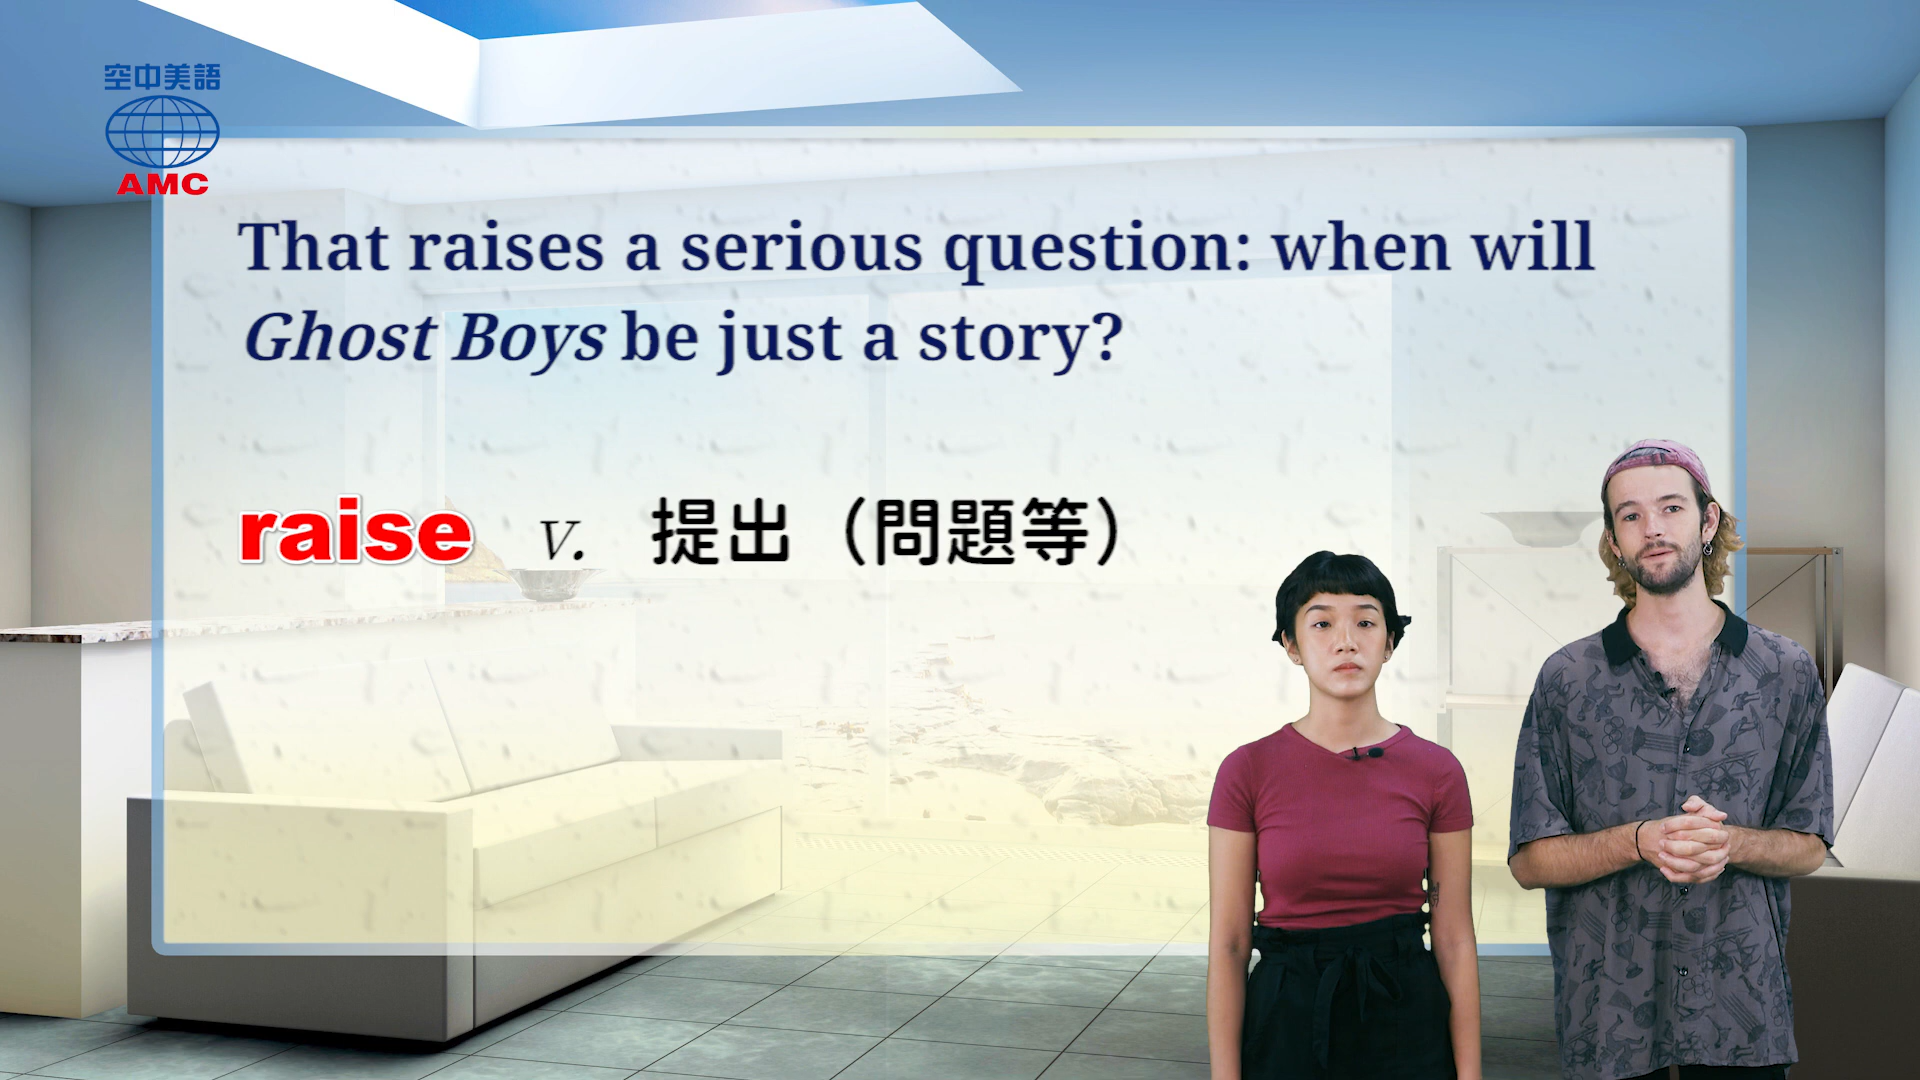 空中美語
AMC
That raises a serious question: when will
Ghost Boys be just a story?
raise v. 提出（問題等）